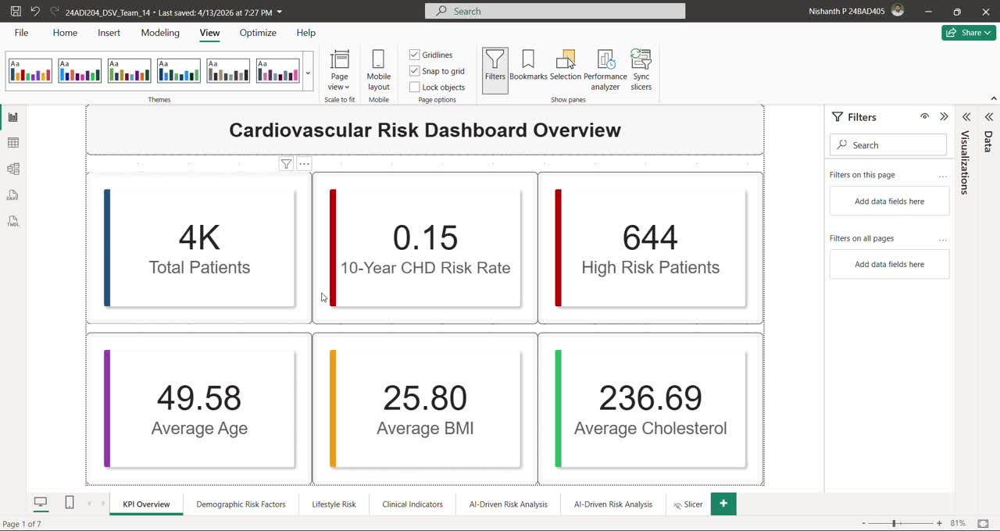 24ADI204_DSV_Team_14 • Last saved: 4/13/2026 at 7:27 PM
Search
Nishanth P 24BAD405
File Home Insert Modeling View Optimize Help
Share
Aa Aa Aa Aa Aa Aa
Themes
Page view
Scale to fit
Mobile layout
Mobile
Gridlines
Snap to grid
Lock objects
Page options
Filters
Bookmarks
Selection
Performance analyzer
Sync slicers
Show panes
Cardiovascular Risk Dashboard Overview
4K
Total Patients
0.15
10-Year CHD Risk Rate
644
High Risk Patients
49.58
Average Age
25.80
Average BMI
236.69
Average Cholesterol
Filters
Search
Filters on this page
Add data fields here
Filters on all pages
Add data fields here
Visualizations
Data
DAX
TMDL
KPI Overview Demographic Risk Factors Lifestyle Risk Clinical Indicators AI-Driven Risk Analysis AI-Driven Risk Analysis Slicer
Page 1 of 7
81%